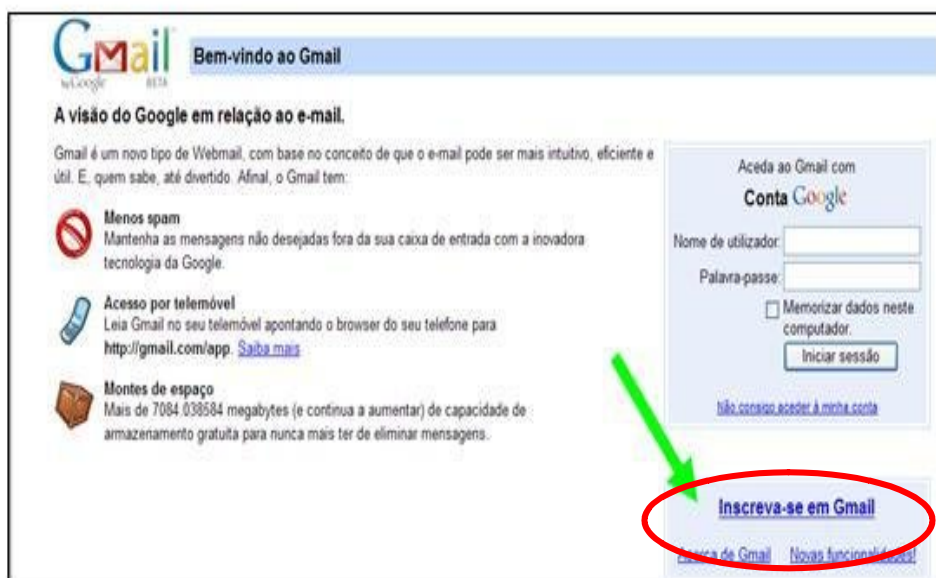 Gmail
by Google BETA
Bem-vindo ao Gmail
A visão do Google em relação ao e-mail.
Gmail é um novo tipo de Webmail, com base no conceito de que o e-mail pode ser mais intuitivo, eficiente e
útil. E, quem sabe, até divertido. Afinal, o Gmail tem:
Menos spam
Mantenha as mensagens não desejadas fora da sua caixa de entrada com a inovadora
tecnologia da Google.
Acesso por telemóvel
Leia Gmail no seu telemóvel apontando o browser do seu telefone para
http://gmail.com/app. Saiba mais
Montes de espaço
Mais de 7084.038584 megabytes (e continua a aumentar) de capacidade de
armazenamento gratuita para nunca mais ter de eliminar mensagens.
Aceda ao Gmail com
Conta Google
Nome de utilizador:
Palavra-passe:
Memorizar dados neste
computador.
Iniciar sessão
Não consigo aceder à minha conta
Inscreva-se em Gmail
Acerca de Gmail Novas funcionalidades!